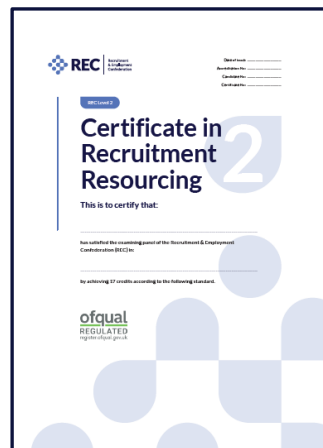 REC
Recruitment
& Employment
Confederation
Date of issue:
Accreditation No:
Candidate No:
Certificate No:
REC Level 2
2
Certificate in
Recruitment
Resourcing
This is to certify that:
has satisfied the examining panel of the Recruitment & Employment
Confederation (REC) in:
by achieving 17 credits according to the following standard.
ofqual
REGULATED
register.ofqual.gov.uk